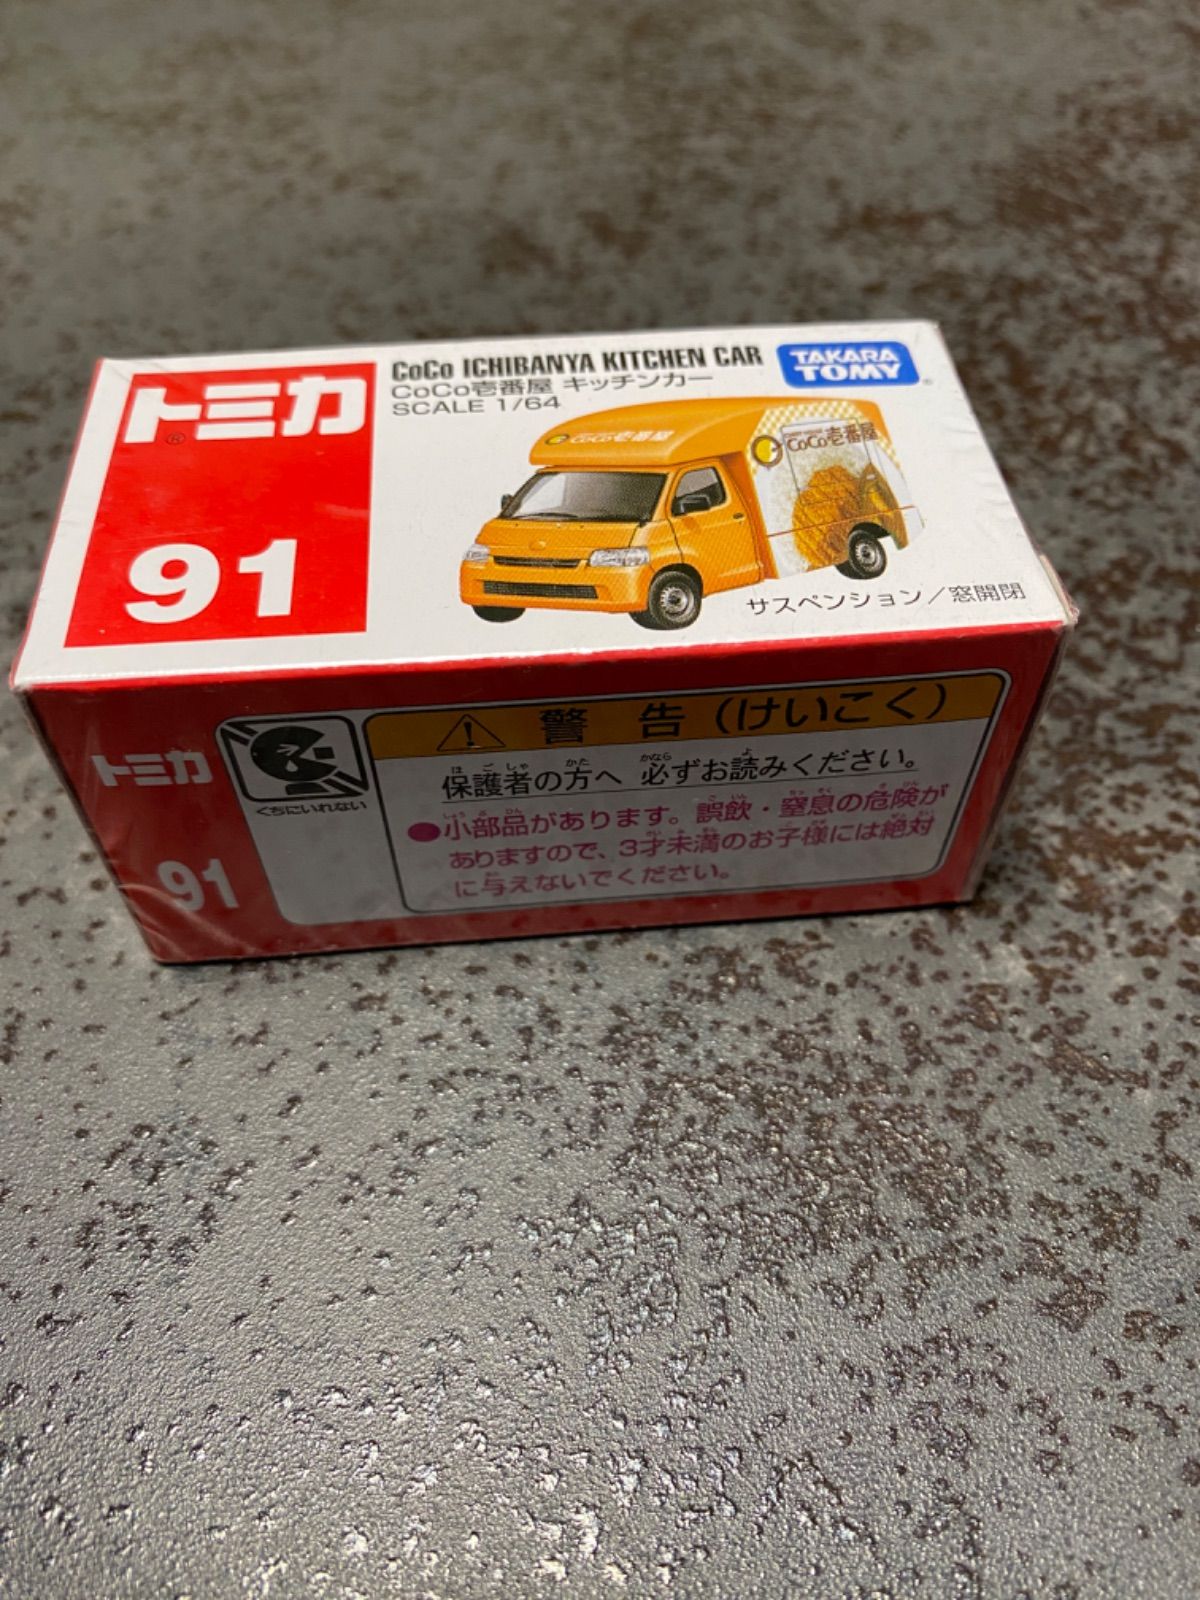 トミカ
®
91
CoCo ICHIBANYA KITCHEN CAR
CoCo壱番屋 キッチンカー
SCALE 1/64
TAKARA
TOMY
CoCo壱番屋
CoCo壱番屋
サスペンション／窓開閉
トミカ
91
くちにいれない
警告（けいこく）
保護者の方へ 必ずお読みください。
●小部品があります。誤飲・窒息の危険が
ありますので、3才未満のお子様には絶対
に与えないでください。